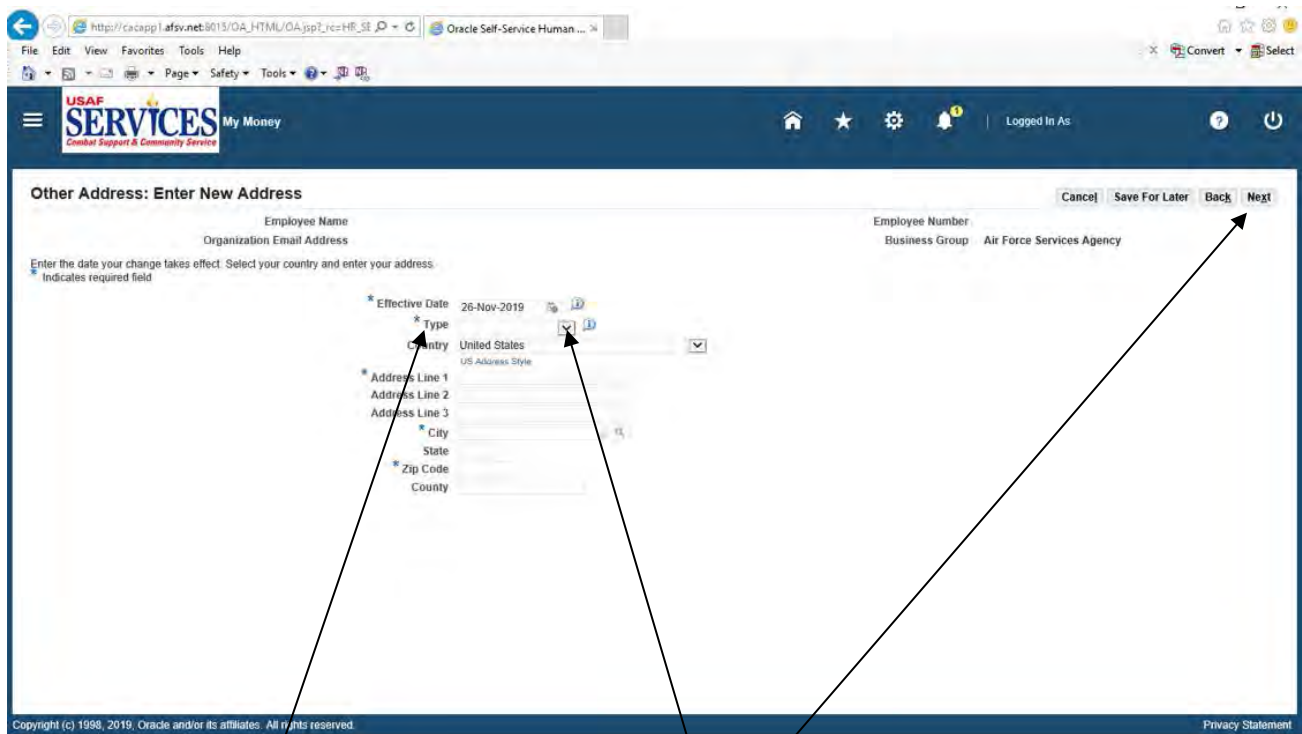 http://cacapp1.afsv.net:8015/OA_HTML/OA.jsp?_rc=HR_SE
Oracle Self-Service Human ...
File Edit View Favorites Tools Help
Convert Select
Page Safety Tools
USAF
SERVICES
Combat Support & Community Service
My Money
1
Logged In As
Other Address: Enter New Address
Cancel Save For Later Back Next
Employee Name
Employee Number
Organization Email Address
Business Group Air Force Services Agency
Enter the date your change takes effect. Select your country and enter your address.
* Indicates required field
* Effective Date 26-Nov-2019
* Type
Country United States
US Address Style
* Address Line 1
Address Line 2
Address Line 3
* City
State
* Zip Code
County
Copyright (c) 1998, 2019, Oracle and/or its affiliates. All rights reserved.
Privacy Statement